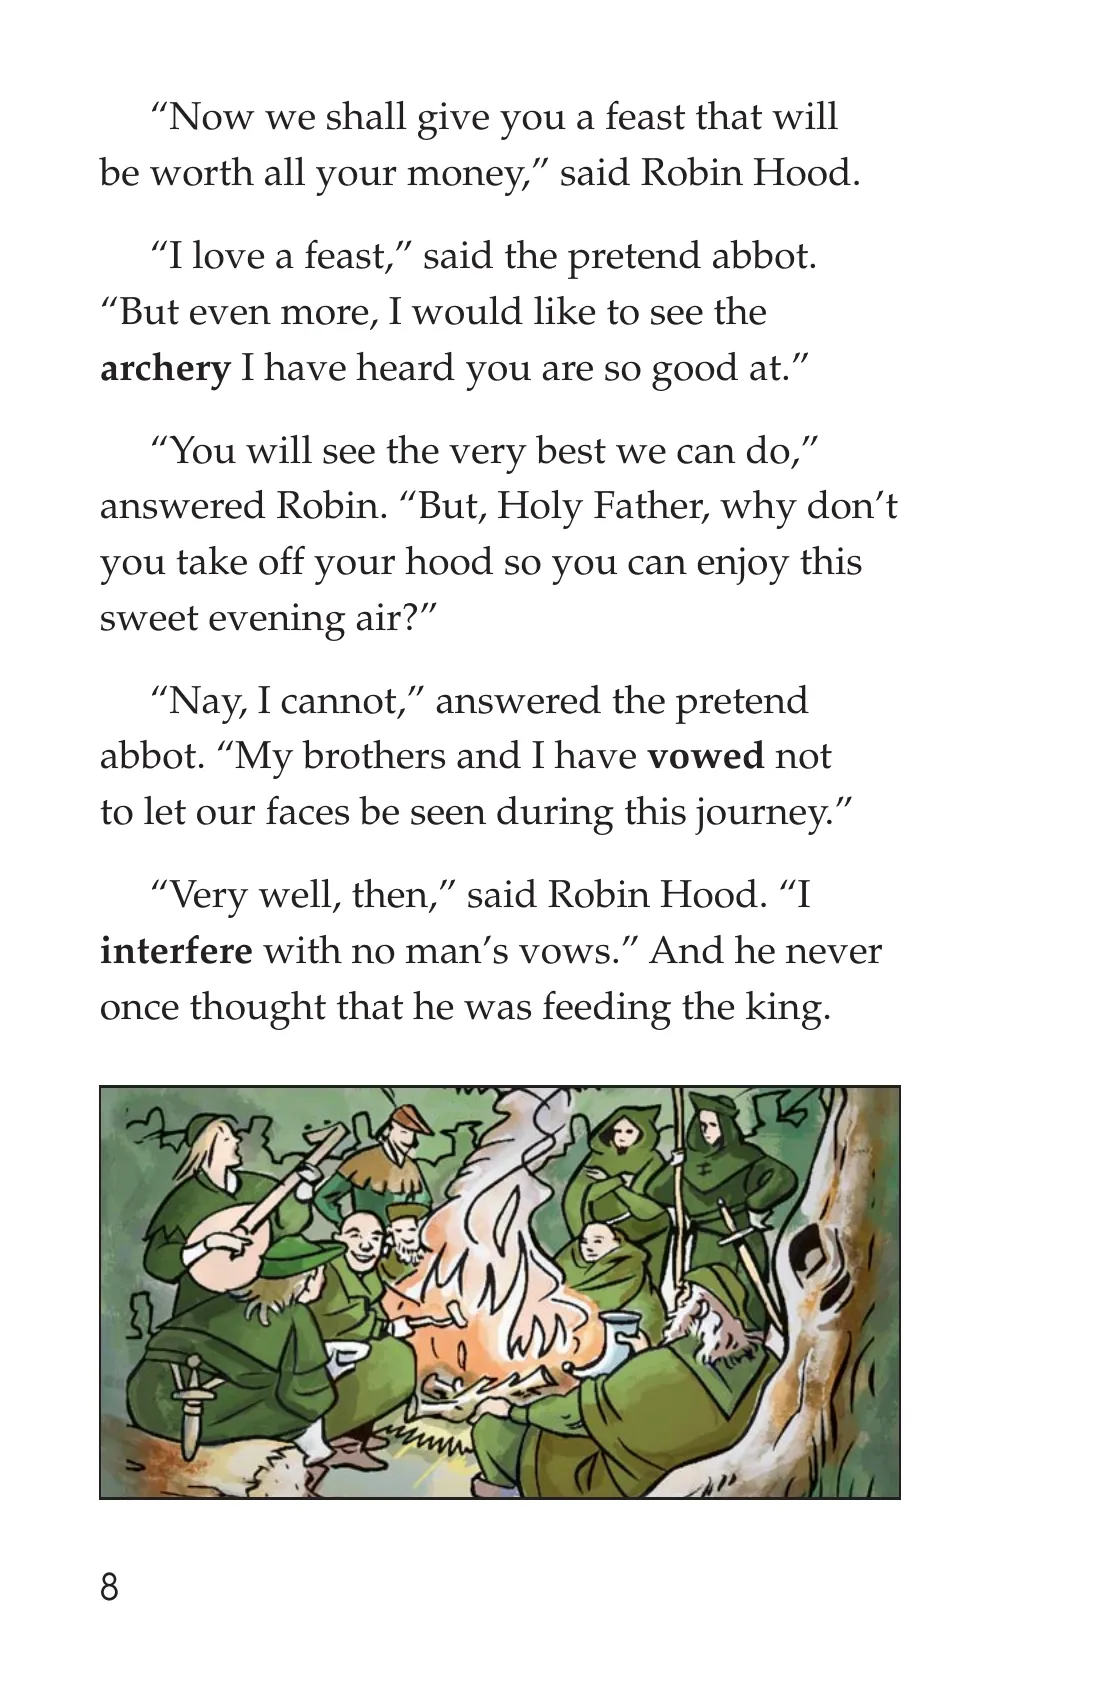 “Now we shall give you a feast that will
be worth all your money,” said Robin Hood.
“I love a feast,” said the pretend abbot.
“But even more, I would like to see the
archery I have heard you are so good at.”
“You will see the very best we can do,”
answered Robin. “But, Holy Father, why don’t
you take off your hood so you can enjoy this
sweet evening air?”
“Nay, I cannot,” answered the pretend
abbot. “My brothers and I have vowed not
to let our faces be seen during this journey.”
“Very well, then,” said Robin Hood. “I
interfere with no man’s vows.” And he never
once thought that he was feeding the king.
8